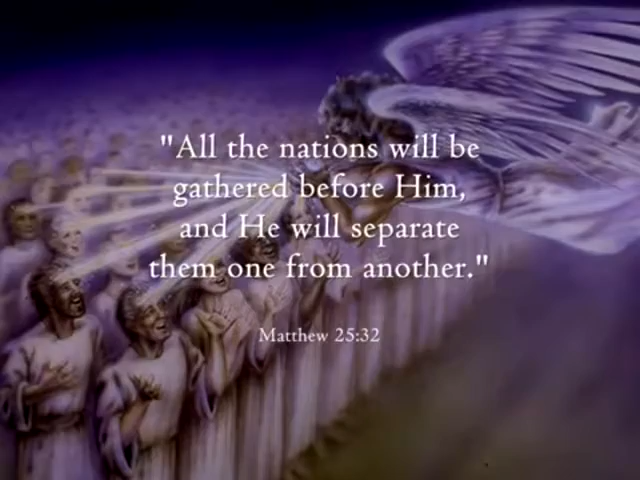 "All the nations will be
gathered before Him,
and He will separate
them one from another."
Matthew 25:32